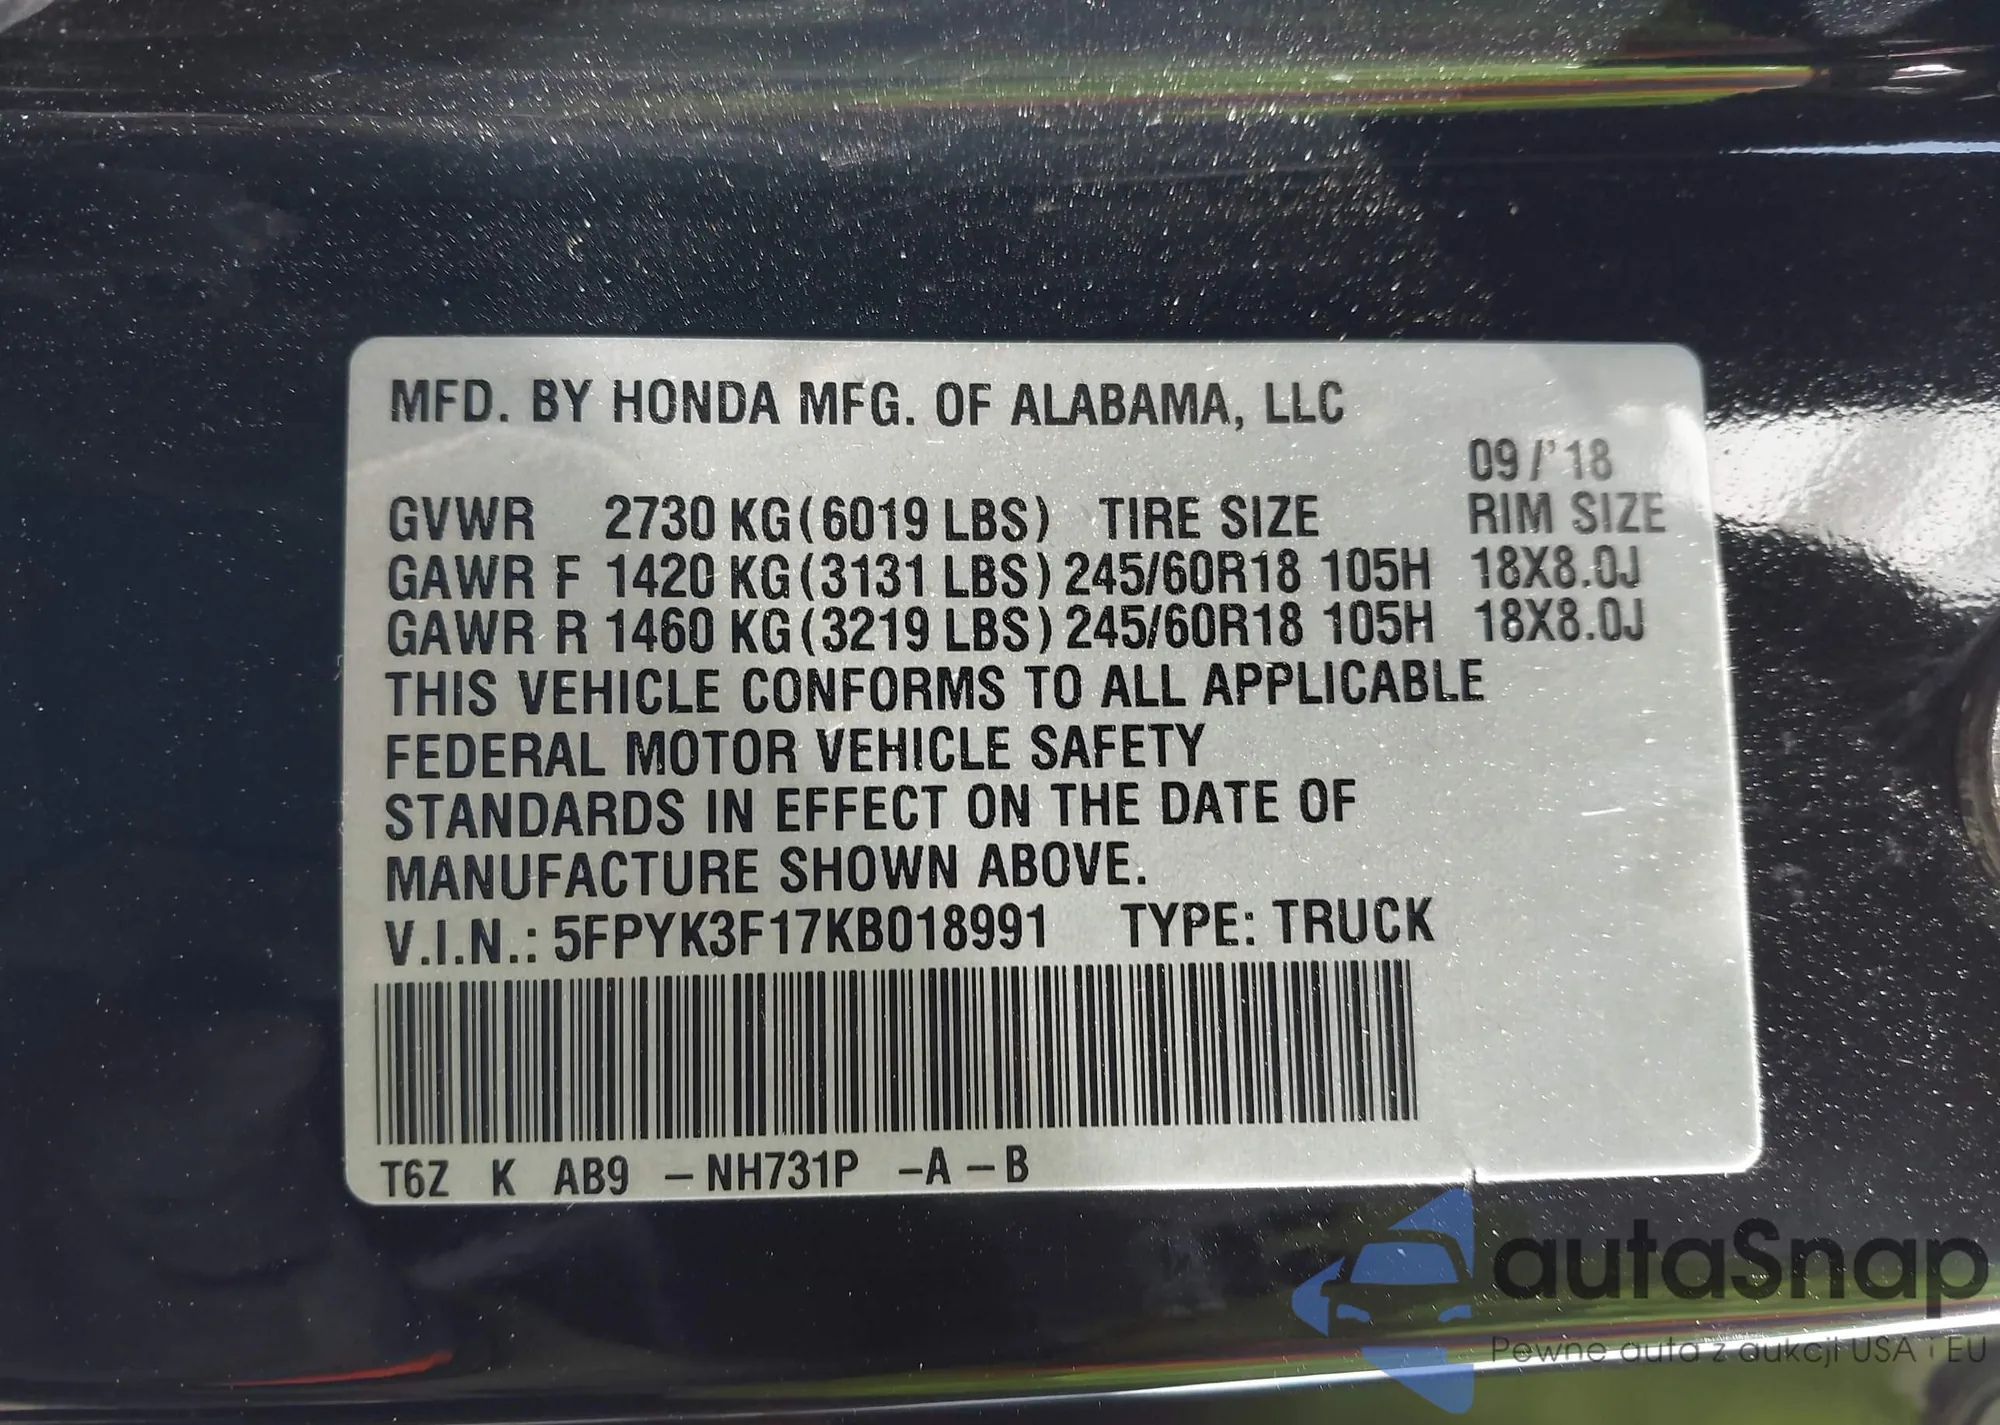 MFD. BY HONDA MFG. OF ALABAMA, LLC
09/'18
GVWR 2730 KG(6019 LBS) TIRE SIZE RIM SIZE
GAWR F 1420 KG(3131 LBS) 245/60R18 105H 18X8.0J
GAWR R 1460 KG(3219 LBS) 245/60R18 105H 18X8.0J
THIS VEHICLE CONFORMS TO ALL APPLICABLE
FEDERAL MOTOR VEHICLE SAFETY
STANDARDS IN EFFECT ON THE DATE OF
MANUFACTURE SHOWN ABOVE.
V.I.N.: 5FPYK3F17KB018991 TYPE: TRUCK
T6Z K AB9 -NH731P -A -B
autaSnap
Pewne auta z aukcji USA i EU